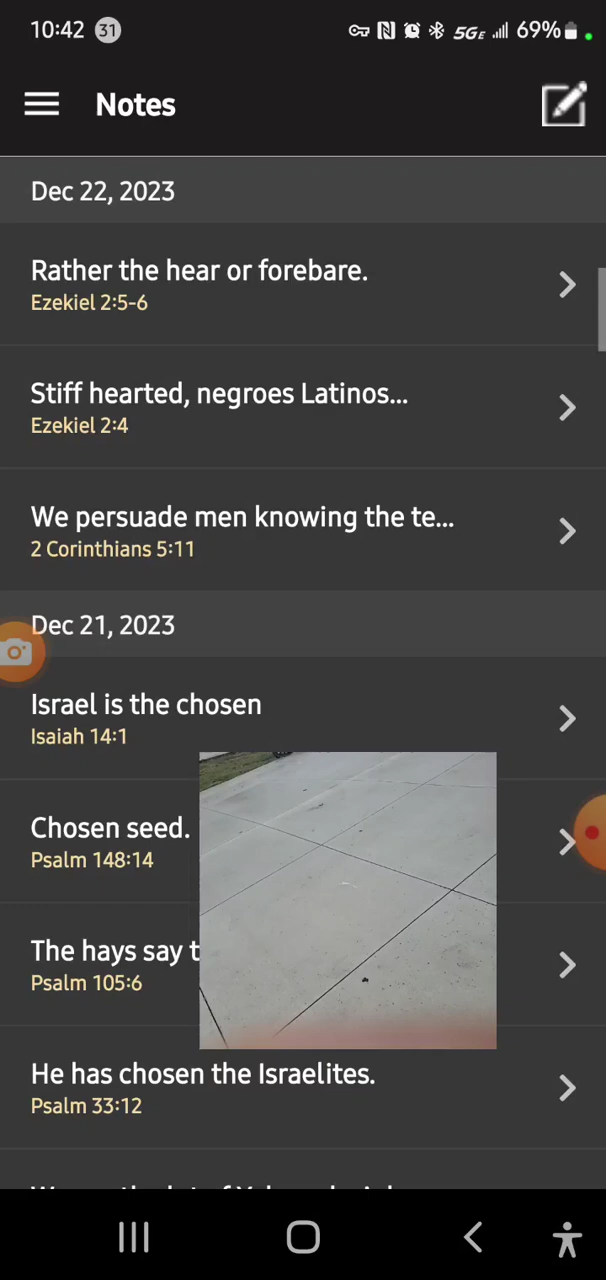 10:42 31 5GE 69%
Notes
Dec 22, 2023
Rather the hear or forebare.
Ezekiel 2:5-6
Stiff hearted, negroes Latinos...
Ezekiel 2:4
We persuade men knowing the te...
2 Corinthians 5:11
Dec 21, 2023
Israel is the chosen
Isaiah 14:1
Chosen seed.
Psalm 148:14
The hays say t
Psalm 105:6
He has chosen the Israelites.
Psalm 33:12